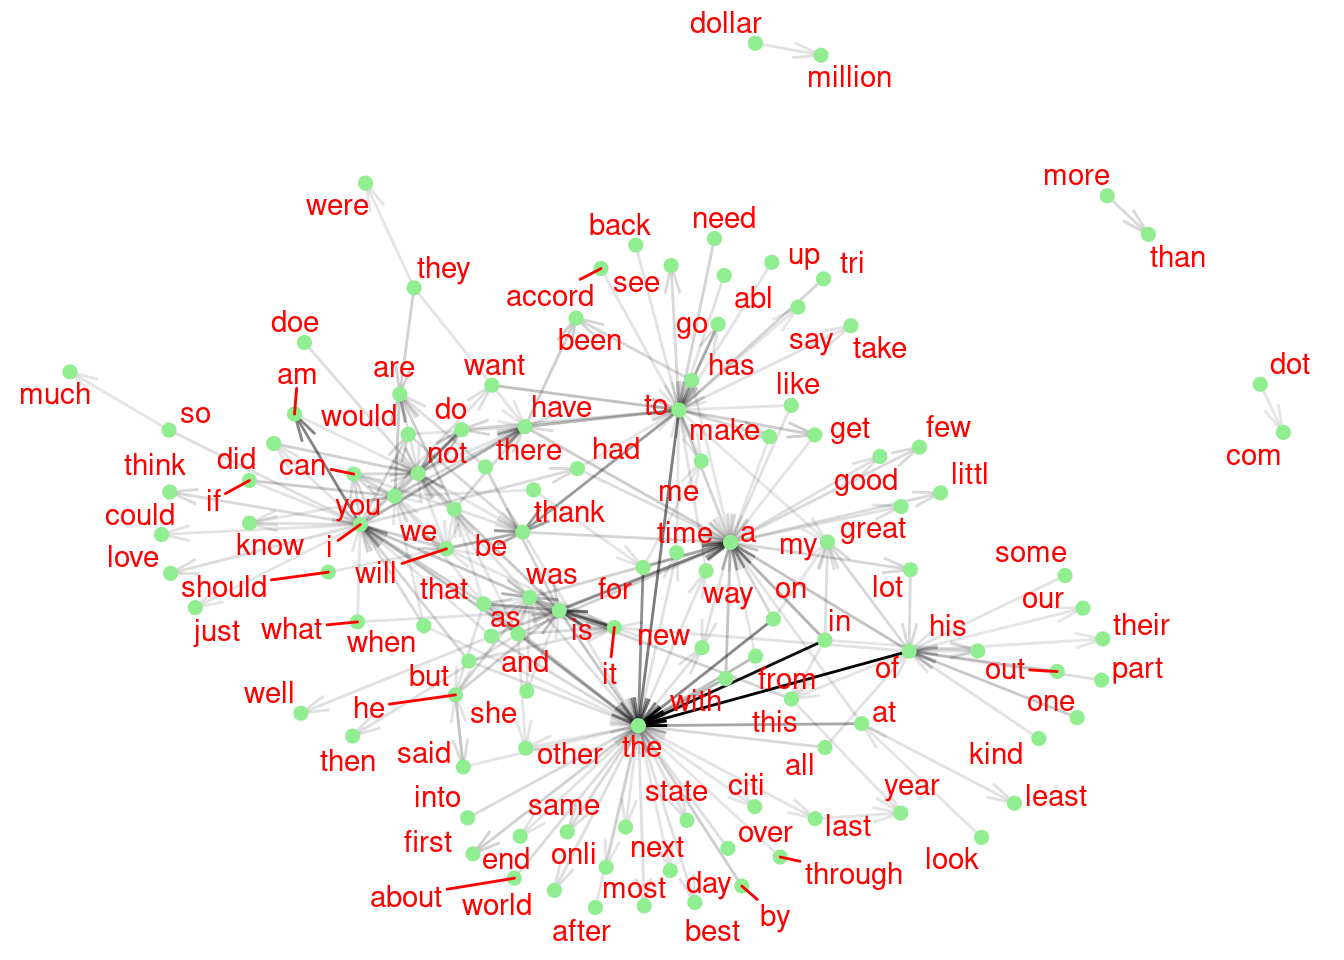 dollar
million
more
than
were
back
need
they
see
up
tri
accord
abl
doe
been
go
say
take
am
are
want
has
dot
much
would
do
have
to
like
so
make
get
few
com
think
did
can
not
there
had
good
littl
if
you
me
could
know
i
we
thank
time
a
great
love
be
my
some
should
will
was
for
way
on
lot
our
that
as
just
what
when
is
new
in
his
their
and
it
of
out
part
but
from
well
he
she
with
this
at
one
then
said
other
the
all
kind
into
same
state
citi
year
least
first
end
onli
next
over
last
look
about
world
most
day
through
after
best
by